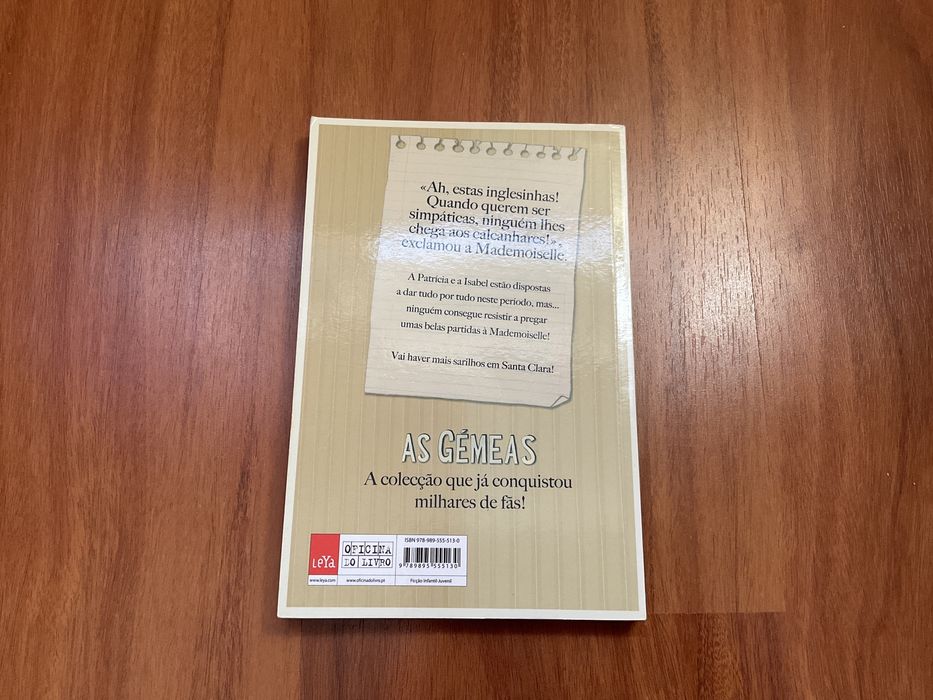 «Ah, estas inglesinhas!
Quando querem ser
simpáticas, ninguém lhes
chega aos calcanhares!»,
exclamou a Mademoiselle.
A Patrícia e a Isabel estão dispostas
a dar tudo por tudo neste período, mas...
ninguém consegue resistir a pregar
umas belas partidas à Mademoiselle!
Vai haver mais sarilhos em Santa Clara!
AS GÉMEAS
A colecção que já conquistou
milhares de fãs!
LEYA
www.leya.com
OFICINA
DO LIVRO
www.oficinadolivro.pt
ISBN 978-989-555-513-0
9 789895 555130
Ficção Infantil-Juvenil